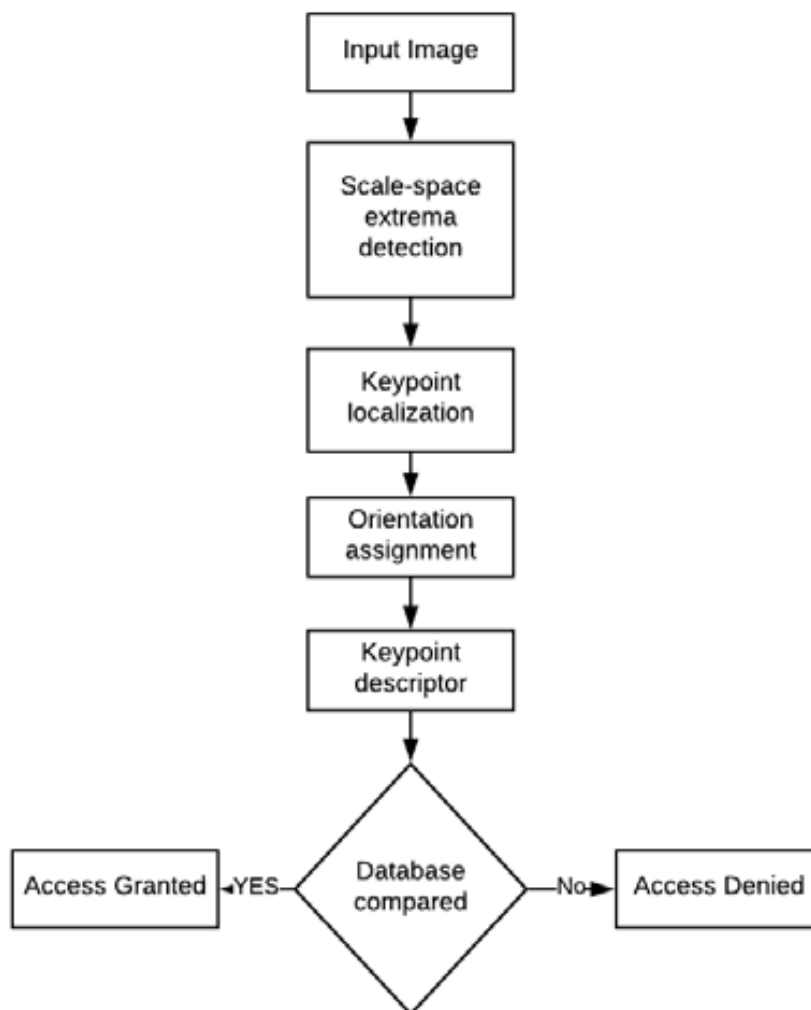 Input Image
Scale-space
extrema
detection
Keypoint
localization
Orientation
assignment
Keypoint
descriptor
Database
compared
YES
Access Granted
No
Access Denied